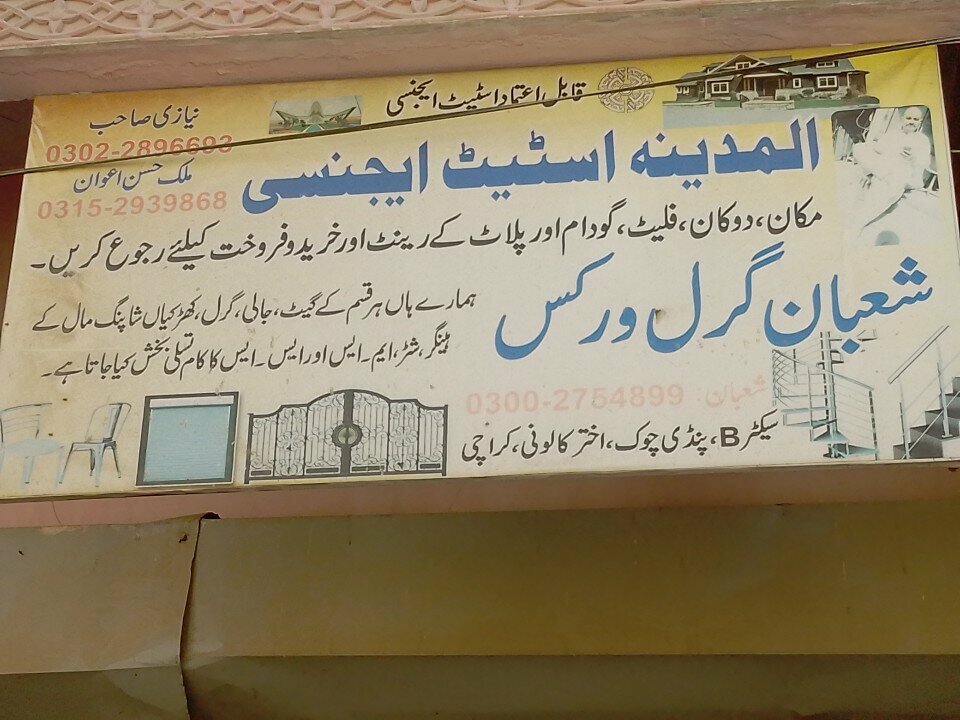 قابل اعتماد اسٹیٹ ایجنسی
نیازی صاحب
0302-2896693
ملک حسن اعوان
0315-2939868
المدینہ اسٹیٹ ایجنسی
مکان، دوکان، فلیٹ، گودام اور پلاٹ کے رینٹ اور خرید و فروخت کیلئے رجوع کریں۔
شعبان گرل ورکس
ہمارے ہاں ہر قسم کے گیٹ، جالی، گرل، کھڑکیاں شاپنگ مال کے
ہینگر، شٹر، ایم۔ایس اور ایس۔ایس کا کام تسلی بخش کیا جاتا ہے۔
شعبان: 0300-2754899
سیکٹر B، پنڈی چوک، اختر کالونی، کراچی